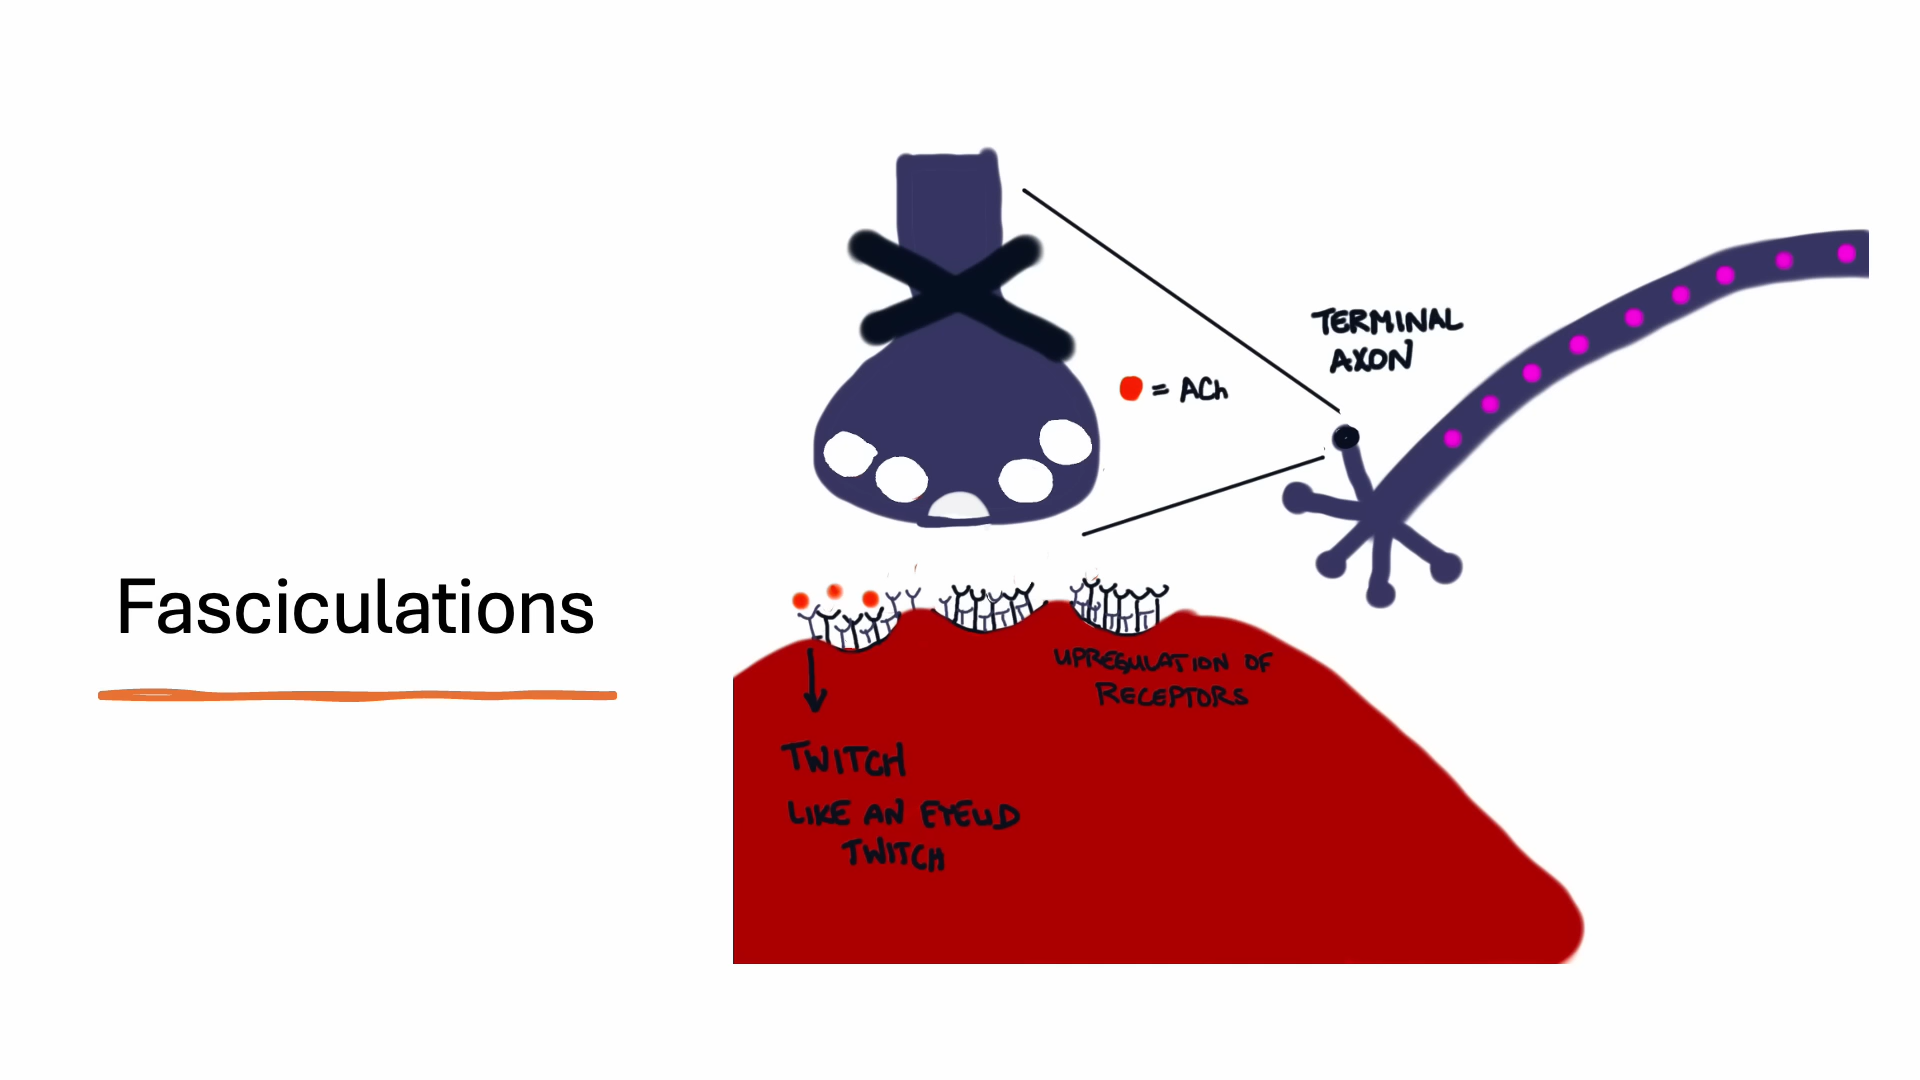 Fasciculations
TERMINAL
AXON
= ACh
UPREGULATION OF
RECEPTORS
TWITCH
LIKE AN EYELID
TWITCH